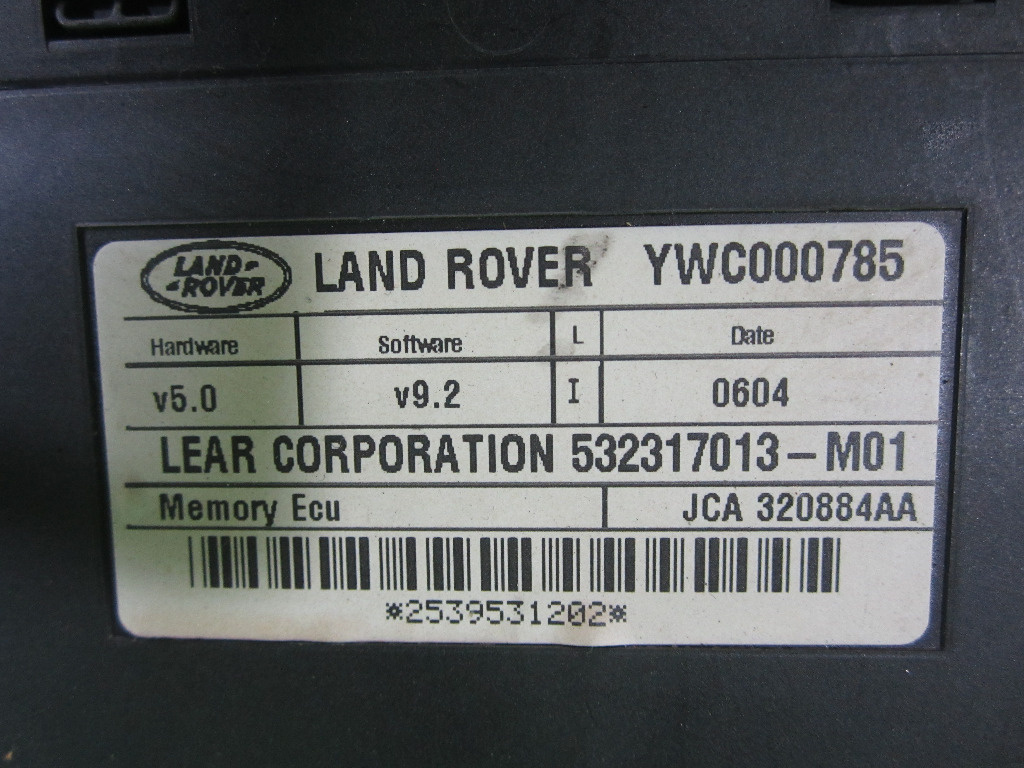 LAND ROVER LAND ROVER YWC000785
Hardware Software L Date
v5.0 v9.2 I 0604
LEAR CORPORATION 532317013-M01
Memory Ecu JCA 320884AA
*2539531202*